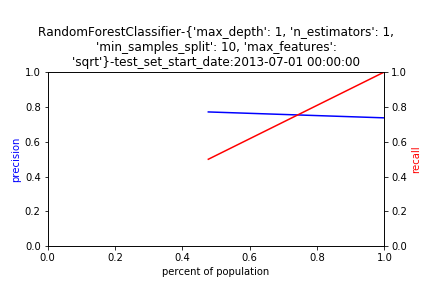 RandomForestClassifier-{'max_depth': 1, 'n_estimators': 1,
'min_samples_split': 10, 'max_features':
'sqrt'}-test_set_start_date:2013-07-01 00:00:00
1.0
0.8
0.6
0.4
0.2
0.0
precision
1.0
0.8
0.6
0.4
0.2
0.0
recall
0.0 0.2 0.4 0.6 0.8 1.0
percent of population